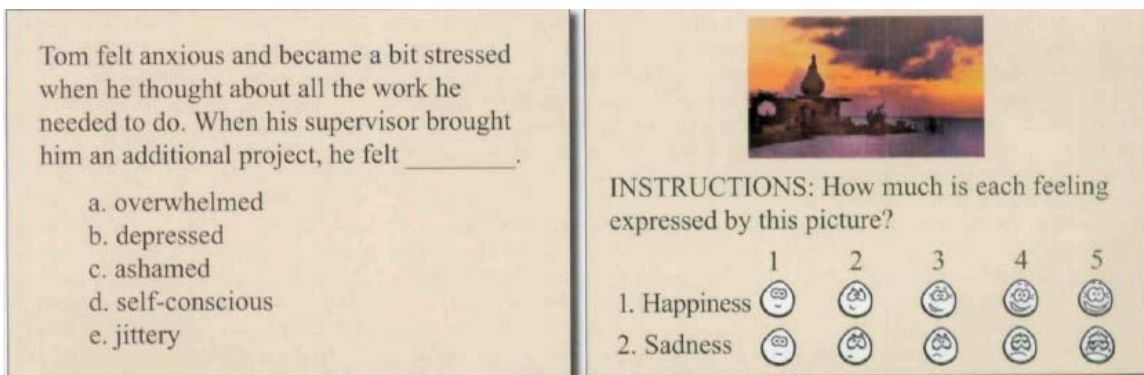 Tom felt anxious and became a bit stressed
when he thought about all the work he
needed to do. When his supervisor brought
him an additional project, he felt ________.
a. overwhelmed
b. depressed
c. ashamed
d. self-conscious
e. jittery
INSTRUCTIONS: How much is each feeling
expressed by this picture?
1 2 3 4 5
1. Happiness
2. Sadness